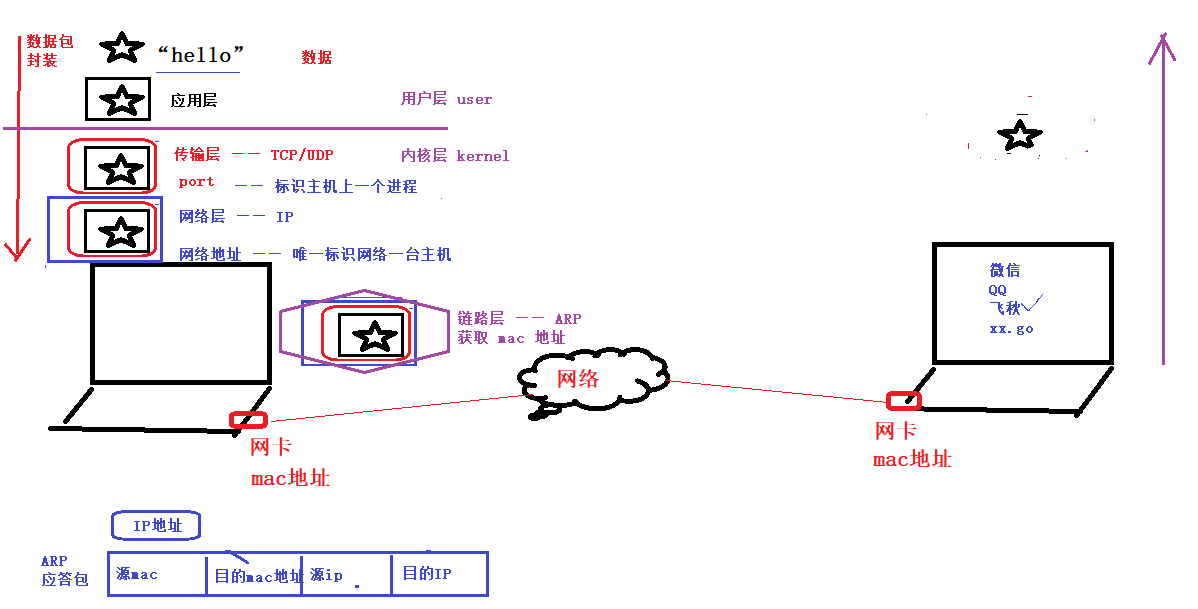 数据包
封装
“hello”
数据
应用层
用户层 user
传输层 —— TCP/UDP
内核层 kernel
port —— 标识主机上一个进程
网络层 —— IP
网络地址 —— 唯一标识网络一台主机
链路层 —— ARP
获取 mac 地址
微信
QQ
飞秋
xx.go
网络
网卡
mac地址
网卡
mac地址
IP地址
ARP
应答包
源mac
目的mac地址
源ip
目的IP